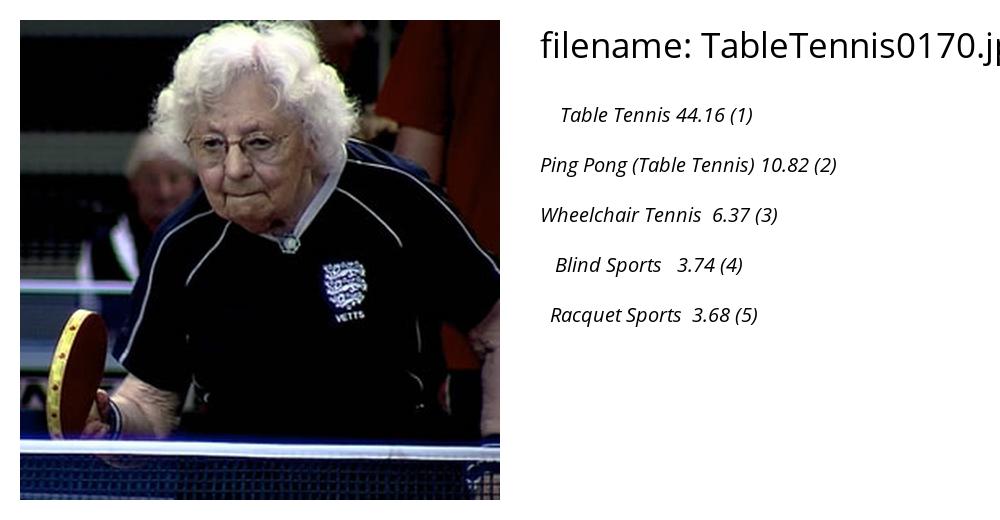 filename: TableTennis0170.jp
Table Tennis 44.16 (1)
Ping Pong (Table Tennis) 10.82 (2)
Wheelchair Tennis 6.37 (3)
Blind Sports 3.74 (4)
Racquet Sports 3.68 (5)
VETTS